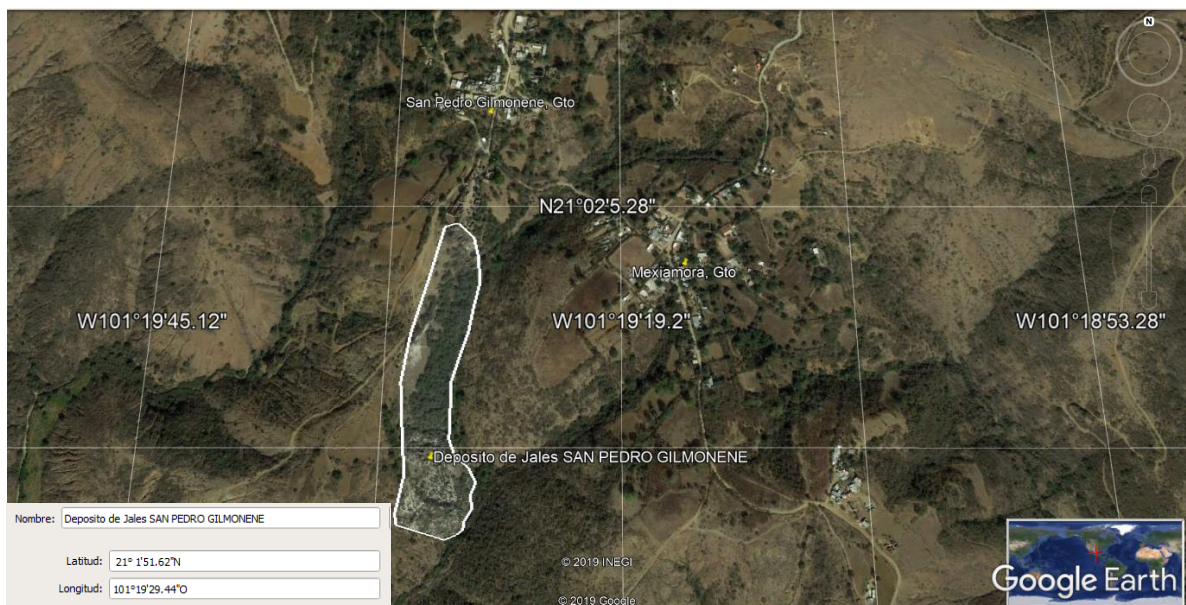 N
San Pedro Gilmonene, Gto
N21°02'5.28"
Mexiamora, Gto
W101°19'45.12"
W101°19'19.2"
W101°18'53.28"
Deposito de Jales SAN PEDRO GILMONENE
Nombre: Deposito de Jales SAN PEDRO GILMONENE
Latitud: 21° 1'51.62"N
Longitud: 101°19'29.44"O
© 2019 INEGI
© 2019 Google
Google Earth